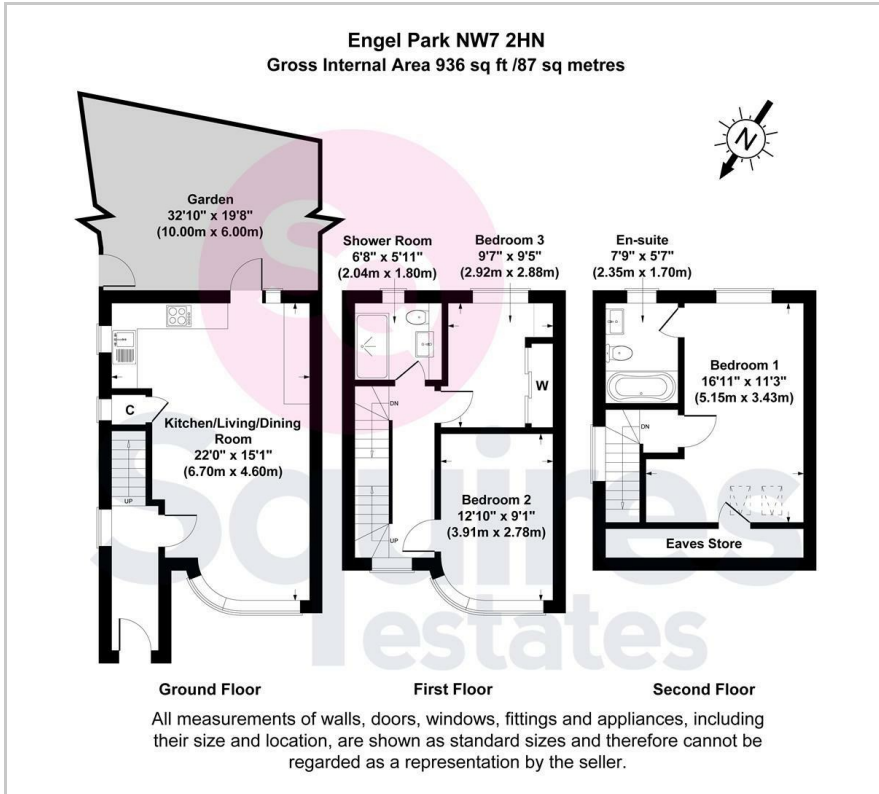 Engel Park NW7 2HN
Gross Internal Area 936 sq ft /87 sq metres
N
Garden
32'10" x 19'8"
(10.00m x 6.00m)
Shower Room
6'8" x 5'11"
(2.04m x 1.80m)
Bedroom 3
9'7" x 9'5"
(2.92m x 2.88m)
En-suite
7'9" x 5'7"
(2.35m x 1.70m)
C
Kitchen/Living/Dining
Room
22'0" x 15'1"
(6.70m x 4.60m)
UP
DN
W
Bedroom 2
12'10" x 9'1"
(3.91m x 2.78m)
UP
Bedroom 1
16'11" x 11'3"
(5.15m x 3.43m)
DN
Eaves Store
Squires
estates
Ground Floor
First Floor
Second Floor
All measurements of walls, doors, windows, fittings and appliances, including
their size and location, are shown as standard sizes and therefore cannot be
regarded as a representation by the seller.